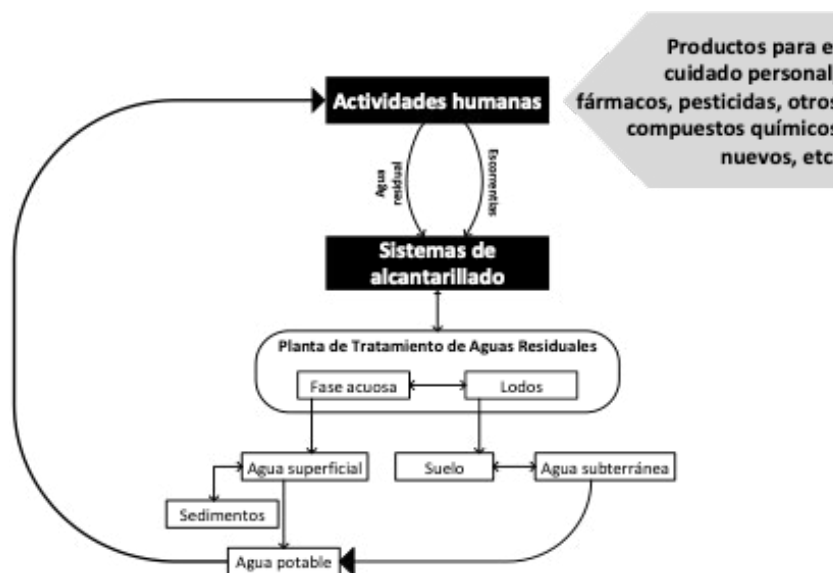 Productos para e
cuidado personal
fármacos, pesticidas, otros
compuestos químicos
nuevos, etc
Actividades humanas
Agua
residual
Escorrentías
Sistemas de
alcantarillado
Planta de Tratamiento de Aguas Residuales
Fase acuosa
Lodos
Agua superficial
Suelo
Agua subterránea
Sedimentos
Agua potable